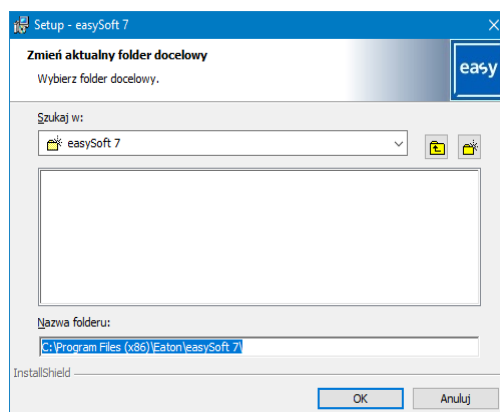 Setup - easySoft 7
Zmień aktualny folder docelowy
Wybierz folder docelowy.
easy
Szukaj w:
easySoft 7
Nazwa folderu:
C:\Program Files (x86)\Eaton\easySoft 7\
InstallShield
OK Anuluj